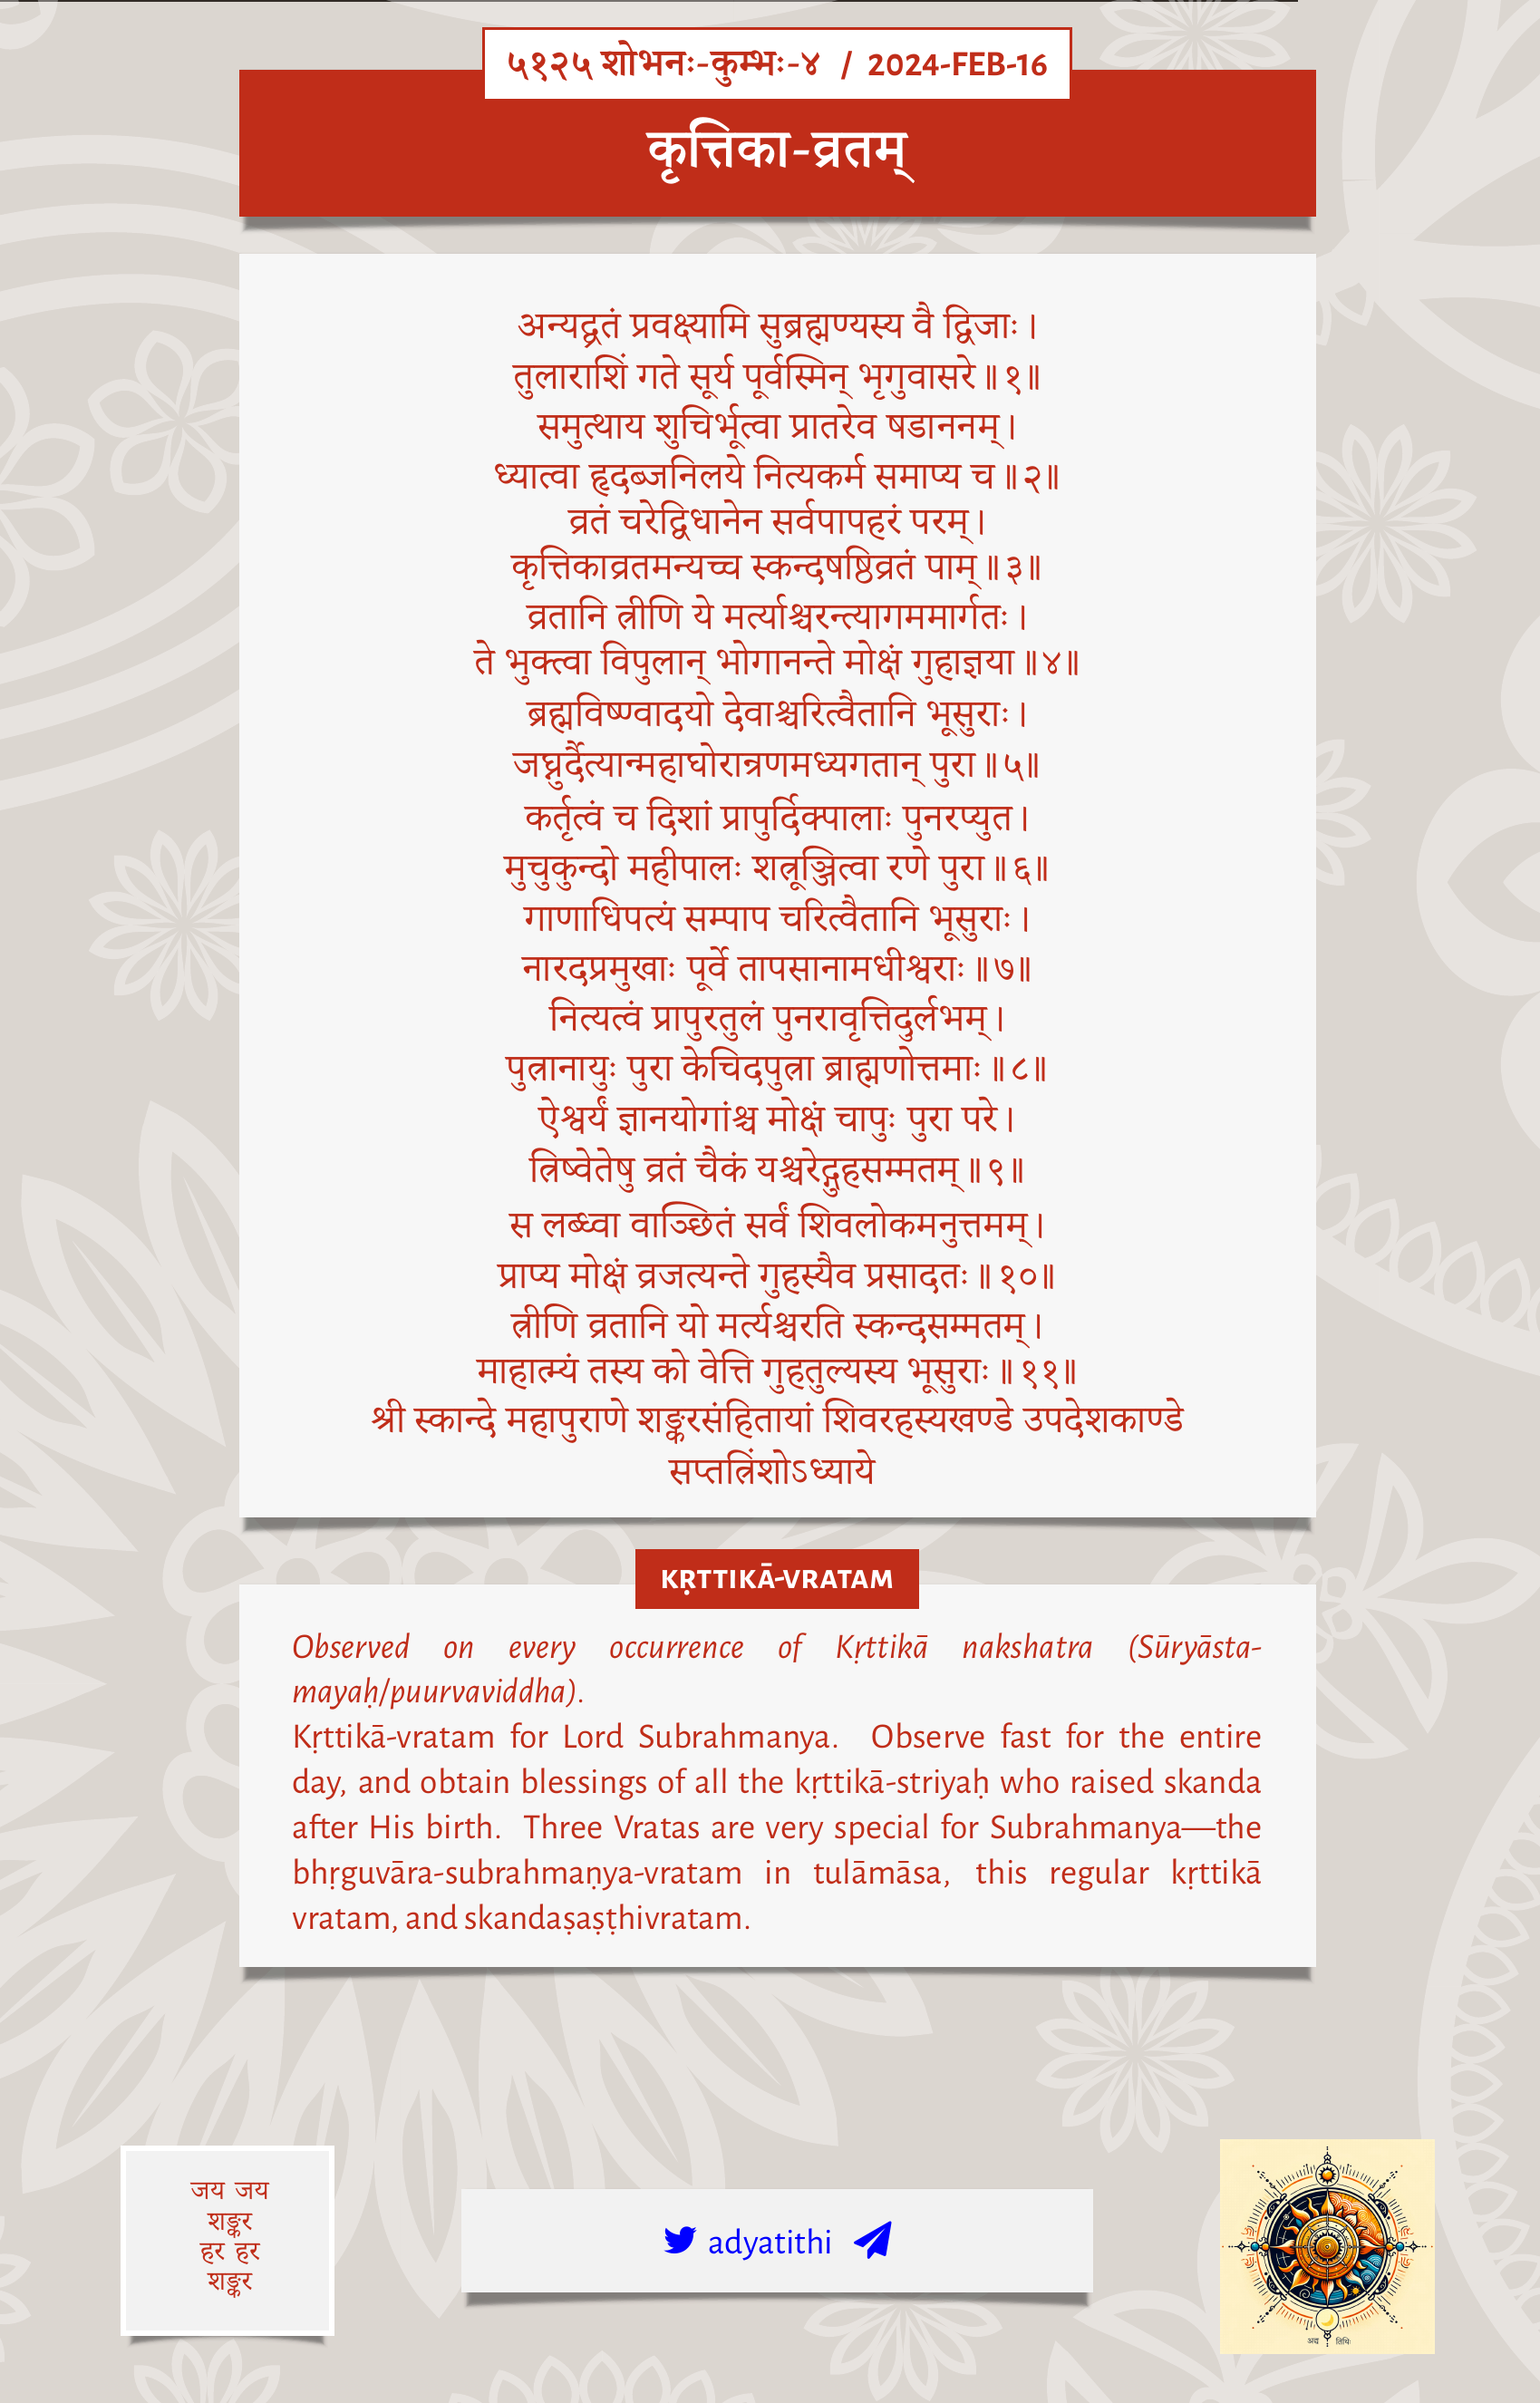 ५१२५ शोभनः-कुम्भः-४ / 2024-FEB-16
कृत्तिका-व्रतम्
अन्यद्व्रतं प्रवक्ष्यामि सुब्रह्मण्यस्य वै द्विजाः।
तुलाराशिं गते सूर्य पूर्वस्मिन् भृगुवासरे॥१॥
समुत्थाय शुचिर्भूत्वा प्रातरेव षडाननम्।
ध्यात्वा हृदब्जनिलये नित्यकर्म समाप्य च॥२॥
व्रतं चरेद्विधानेन सर्वपापहरं परम्।
कृत्तिकाव्रतमन्यच्च स्कन्दषष्ठिव्रतं पाम्॥३॥
व्रतानि त्रीणि ये मर्त्याश्चरन्त्यागममार्गतः।
ते भुक्त्वा विपुलान् भोगानन्ते मोक्षं गुहाज्ञया॥४॥
ब्रह्मविष्ण्वादयो देवाश्चरित्वैतानि भूसुराः।
जघ्नुर्दैत्यान्महाघोरान्रणमध्यगतान् पुरा॥५॥
कर्तृत्वं च दिशां प्रापुर्दिक्पालाः पुनरप्युत।
मुचुकुन्दो महीपालः शत्रूञ्जित्वा रणे पुरा॥६॥
गाणाधिपत्यं सम्पाप चरित्वैतानि भूसुराः।
नारदप्रमुखाः पूर्वे तापसानामधीश्वराः॥७॥
नित्यत्वं प्रापुरतुलं पुनरावृत्तिदुर्लभम्।
पुत्रानायुः पुरा केचिदपुत्रा ब्राह्मणोत्तमाः॥८॥
ऐश्वर्यं ज्ञानयोगांश्च मोक्षं चापुः पुरा परे।
त्रिष्वेतेषु व्रतं चैकं यश्चरेद्गुहसम्मतम्॥९॥
स लब्ध्वा वाञ्छितं सर्वं शिवलोकमनुत्तमम्।
प्राप्य मोक्षं व्रजत्यन्ते गुहस्यैव प्रसादतः॥१०॥
त्रीणि व्रतानि यो मर्त्यश्चरति स्कन्दसम्मतम्।
माहात्म्यं तस्य को वेत्ति गुहतुल्यस्य भूसुराः॥११॥
श्री स्कान्दे महापुराणे शङ्करसंहितायां शिवरहस्यखण्डे उपदेशकाण्डे
सप्तत्रिंशोऽध्याये
KṚTTIKĀ-VRATAM
Observed on every occurrence of Kṛttikā nakshatra (Sūryāsta-
mayaḥ/puurvaviddha).
Kṛttikā-vratam for Lord Subrahmanya. Observe fast for the entire
day, and obtain blessings of all the kṛttikā-striyaḥ who raised skanda
after His birth. Three Vratas are very special for Subrahmanya—the
bhṛguvāra-subrahmaṇya-vratam in tulāmāsa, this regular kṛttikā
vratam, and skandaṣaṣṭhivratam.
जय जय
शङ्कर
हर हर
शङ्कर
adyatithi
अद्य तिथिः